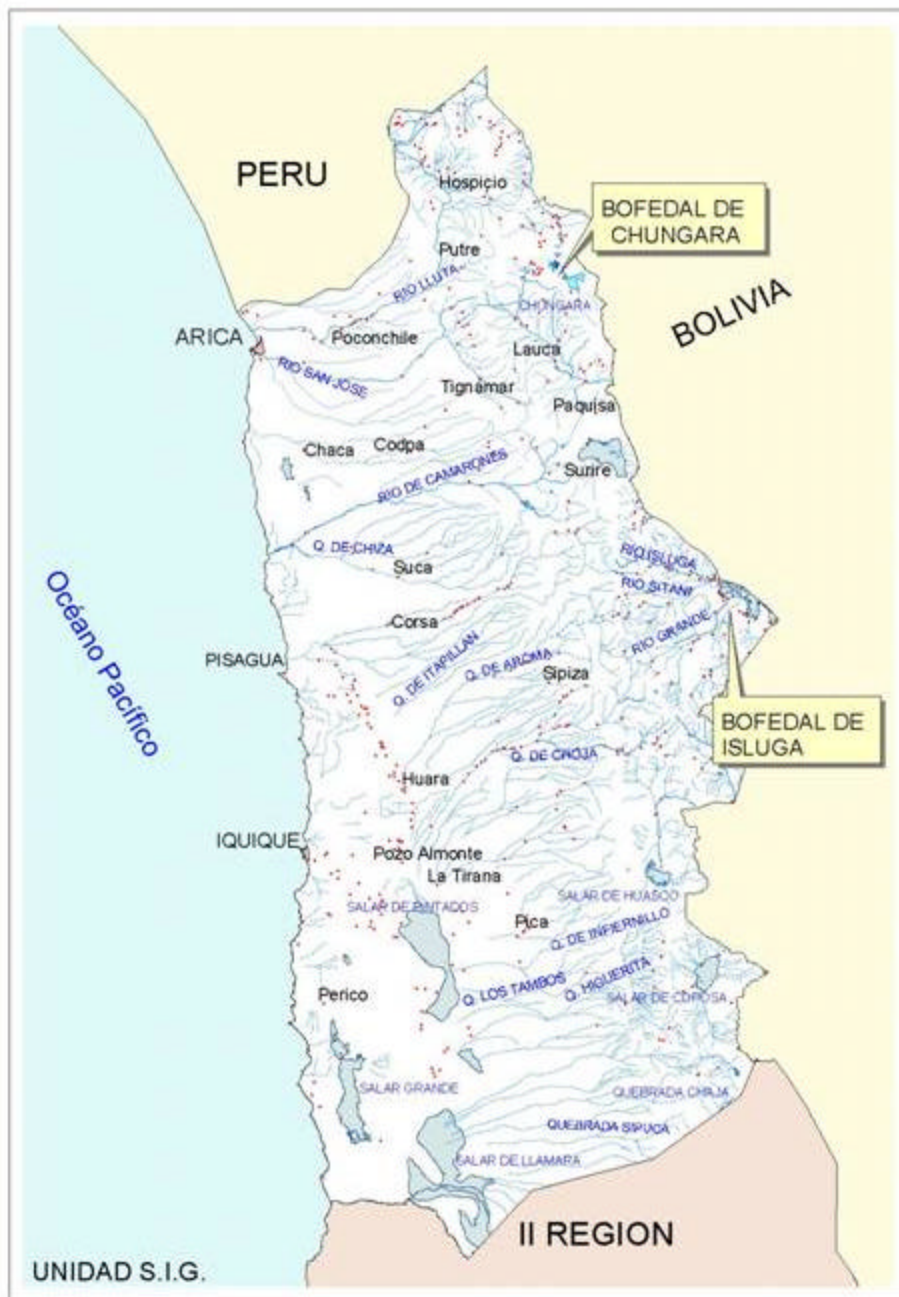 PERU
Hospicio
BOFEDAL DE
CHUNGARA
Putre
RIO LLUTA
CHUNGARA
BOLIVIA
ARICA
Poconchile
Lauca
RIO SAN JOSE
Tignamar
Paquisa
Chaca
Codpa
Surire
RIO DE CAMARONES
Q. DE CHIZA
Suca
RIO ISLUGA
RIO SITANI
Océano Pacífico
Corsa
RIO GRANDE
PISAGUA
Q. DE ITAPILLAN
Q. DE AROMA
Sipiza
BOFEDAL DE
ISLUGA
Q. DE CHOJA
Huara
IQUIQUE
Pozo Almonte
La Tirana
SALAR DE HUASCO
SALAR DE PINTADOS
Pica
Q. DE INFIERNILLO
Perico
Q. LOS TAMBOS
Q. HIGUERITA
SALAR DE COPOSA
SALAR GRANDE
QUEBRADA CHAJA
QUEBRADA SIPUCA
SALAR DE LLAMARA
II REGION
UNIDAD S.I.G.